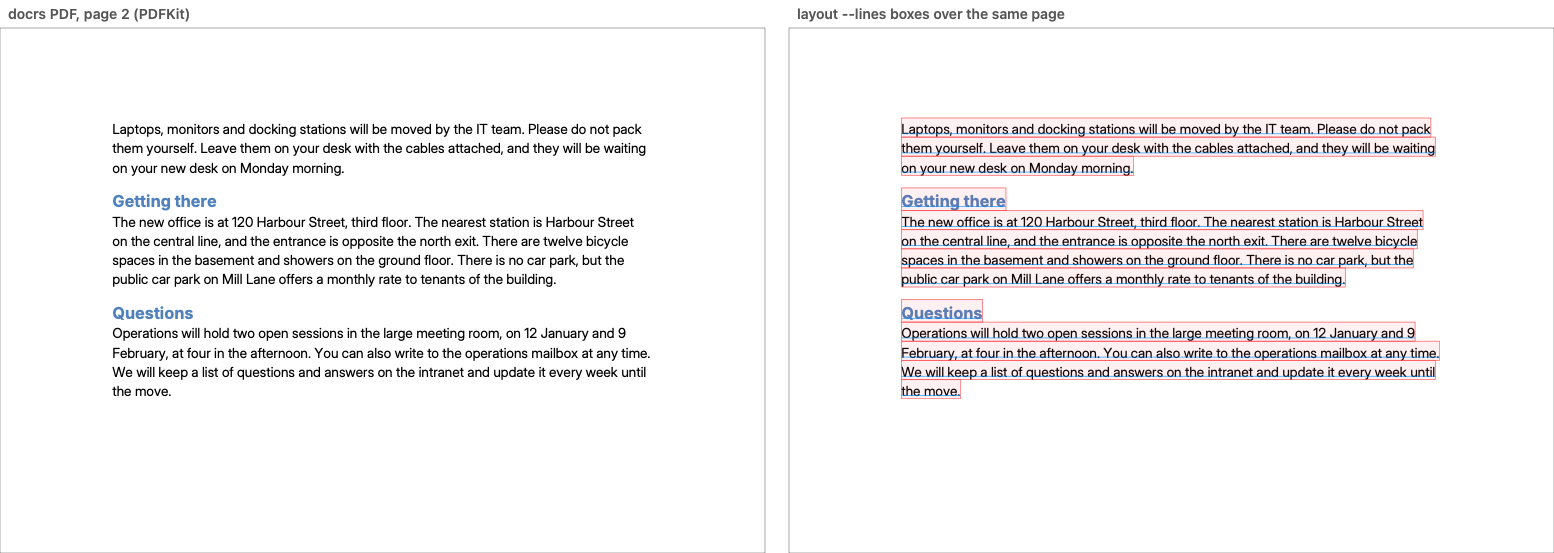 docrs PDF, page 2 (PDFKit)
Laptops, monitors and docking stations will be moved by the IT team. Please do not pack
them yourself. Leave them on your desk with the cables attached, and they will be waiting
on your new desk on Monday morning.
Getting there
The new office is at 120 Harbour Street, third floor. The nearest station is Harbour Street
on the central line, and the entrance is opposite the north exit. There are twelve bicycle
spaces in the basement and showers on the ground floor. There is no car park, but the
public car park on Mill Lane offers a monthly rate to tenants of the building.
Questions
Operations will hold two open sessions in the large meeting room, on 12 January and 9
February, at four in the afternoon. You can also write to the operations mailbox at any time.
We will keep a list of questions and answers on the intranet and update it every week until
the move.
layout --lines boxes over the same page
Laptops, monitors and docking stations will be moved by the IT team. Please do not pack
them yourself. Leave them on your desk with the cables attached, and they will be waiting
on your new desk on Monday morning.
Getting there
The new office is at 120 Harbour Street, third floor. The nearest station is Harbour Street
on the central line, and the entrance is opposite the north exit. There are twelve bicycle
spaces in the basement and showers on the ground floor. There is no car park, but the
public car park on Mill Lane offers a monthly rate to tenants of the building.
Questions
Operations will hold two open sessions in the large meeting room, on 12 January and 9
February, at four in the afternoon. You can also write to the operations mailbox at any time.
We will keep a list of questions and answers on the intranet and update it every week until
the move.